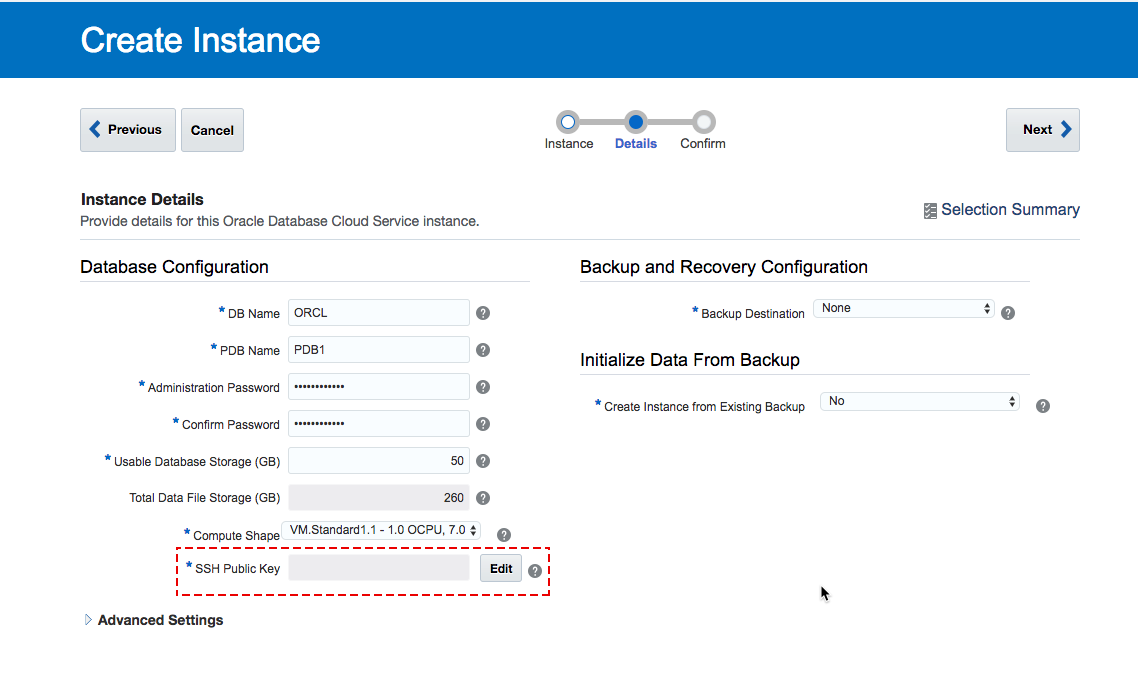 Create Instance
Previous
Cancel
Instance
Details
Confirm
Next
Instance Details
Provide details for this Oracle Database Cloud Service instance.
Selection Summary
Database Configuration
* DB Name ORCL ?
* PDB Name PDB1 ?
* Administration Password •••••••••••• ?
* Confirm Password •••••••••••• ?
* Usable Database Storage (GB) 50 ?
Total Data File Storage (GB) 260 ?
* Compute Shape VM.Standard1.1 - 1.0 OCPU, 7.0 ?
* SSH Public Key Edit ?
Advanced Settings
Backup and Recovery Configuration
* Backup Destination None ?
Initialize Data From Backup
* Create Instance from Existing Backup No ?